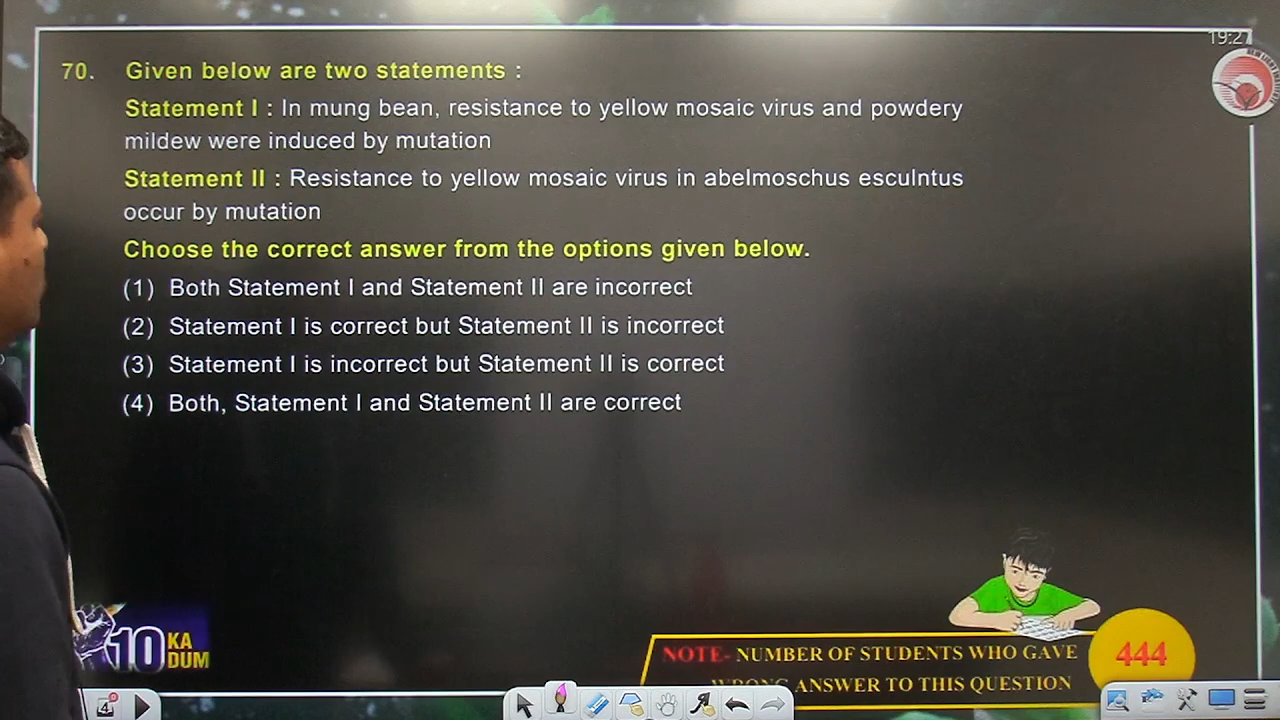 19:27
70. Given below are two statements :
Statement I : In mung bean, resistance to yellow mosaic virus and powdery
mildew were induced by mutation
Statement II : Resistance to yellow mosaic virus in abelmoschus esculntus
occur by mutation
Choose the correct answer from the options given below.
(1) Both Statement I and Statement II are incorrect
(2) Statement I is correct but Statement II is incorrect
(3) Statement I is incorrect but Statement II is correct
(4) Both, Statement I and Statement II are correct
10 KA
DUM
NOTE- NUMBER OF STUDENTS WHO GAVE
WRONG ANSWER TO THIS QUESTION
444
4